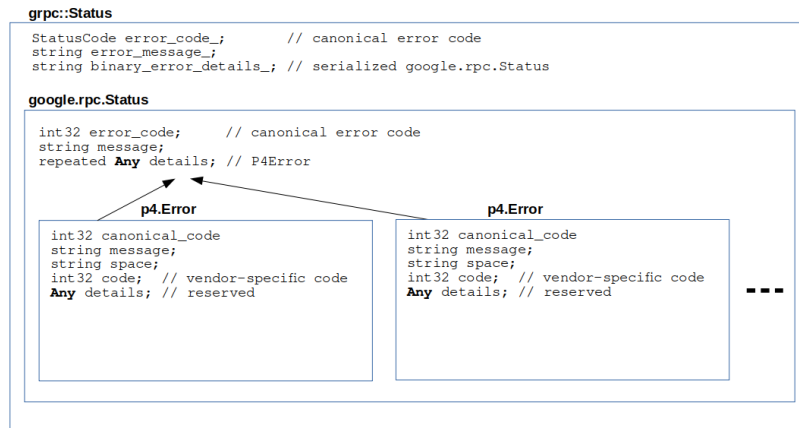 grpc::Status
StatusCode error_code_; // canonical error code
string error_message_;
string binary_error_details_; // serialized google.rpc.Status
google.rpc.Status
int32 error_code; // canonical error code
string message;
repeated Any details; // P4Error
p4.Error
int32 canonical_code
string message;
string space;
int32 code; // vendor-specific code
Any details; // reserved
p4.Error
int32 canonical_code
string message;
string space;
int32 code; // vendor-specific code
Any details; // reserved